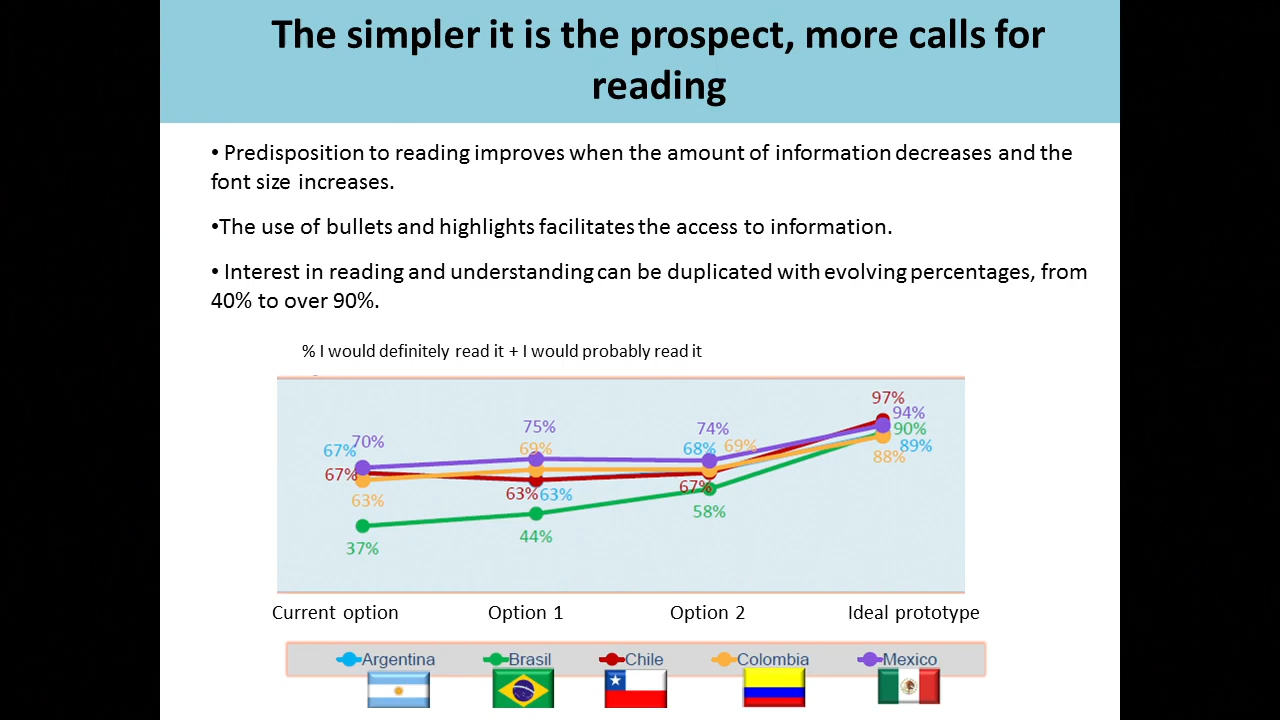 The simpler it is the prospect, more calls for
reading
• Predisposition to reading improves when the amount of information decreases and the
font size increases.
•The use of bullets and highlights facilitates the access to information.
• Interest in reading and understanding can be duplicated with evolving percentages, from
40% to over 90%.
% I would definitely read it + I would probably read it
97%
94%
90%
89%
88%
75%
74%
70%
67%
69%
68%
69%
67%
67%
63%
63%
63%
58%
44%
37%
Current option
Option 1
Option 2
Ideal prototype
Argentina
Brasil
Chile
Colombia
Mexico